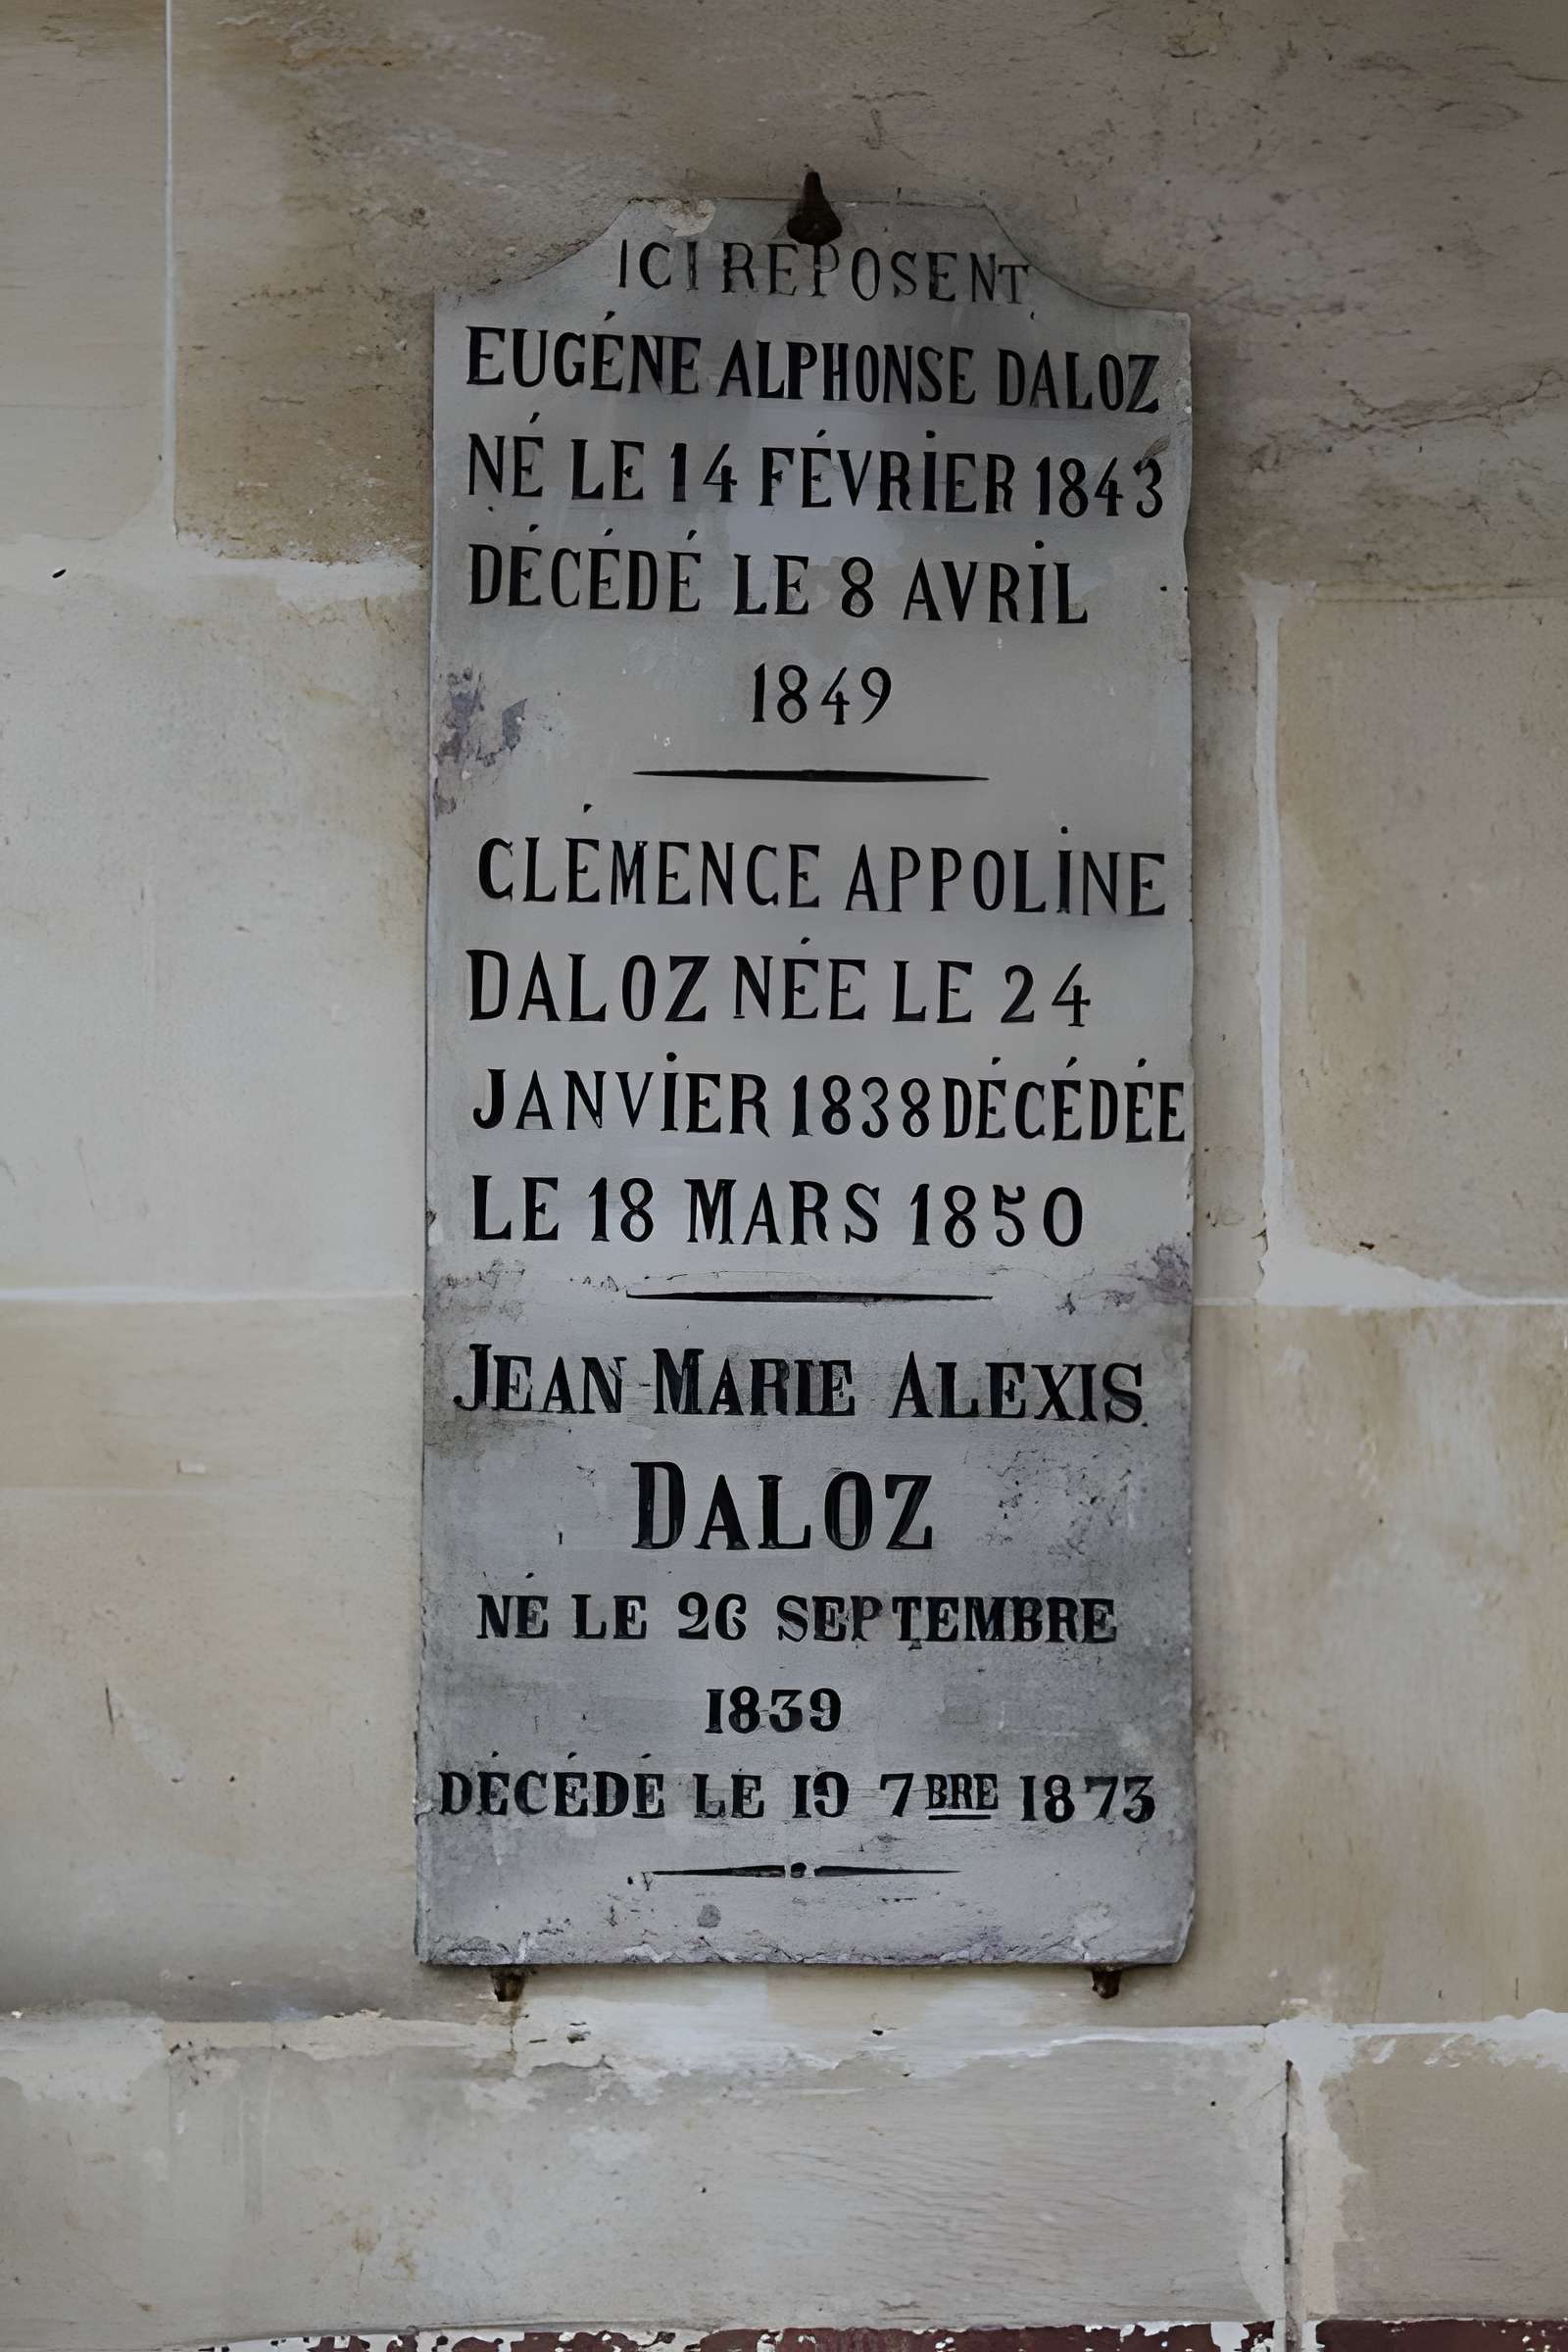 ICI REPOSENT
EUGÉNE ALPHONSE DALOZ
NÉ LE 14 FÉVRIER 1843
DÉCÉDÉ LE 8 AVRIL
1849
CLÉMENCE APPOLINE
DALOZ NÉE LE 24
JANVIER 1838 DÉCÉDÉE
LE 18 MARS 1850
JEAN-MARIE ALEXIS
DALOZ
NÉ LE 26 SEPTEMBRE
1839
DÉCÉDÉ LE 19 7BRE 1873